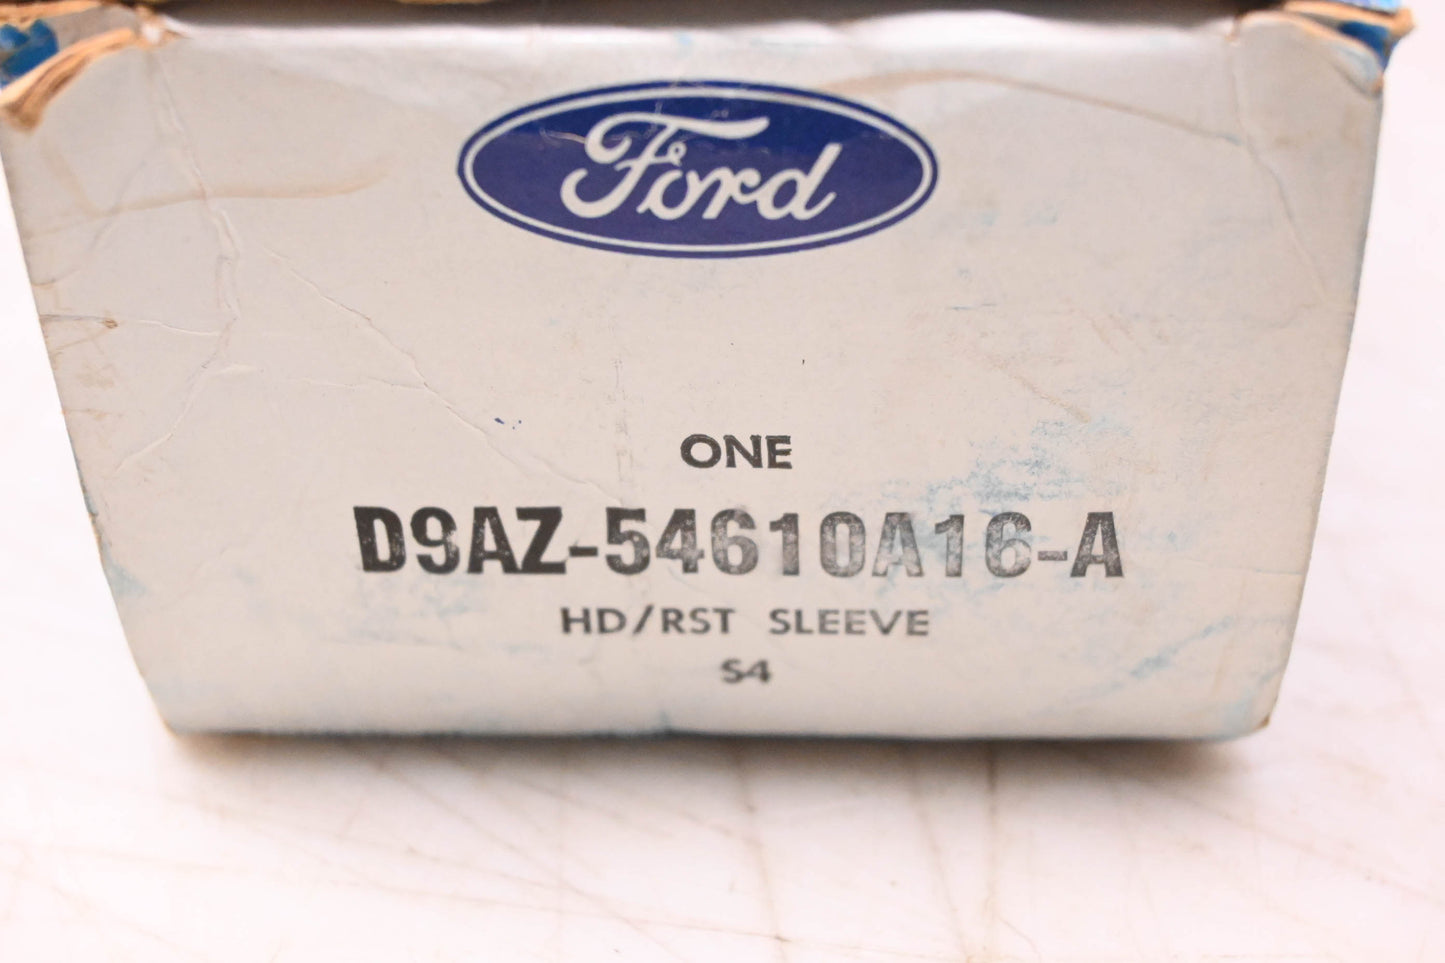 Ford
ONE
D9AZ-54610A16-A
HD/RST SLEEVE
S4